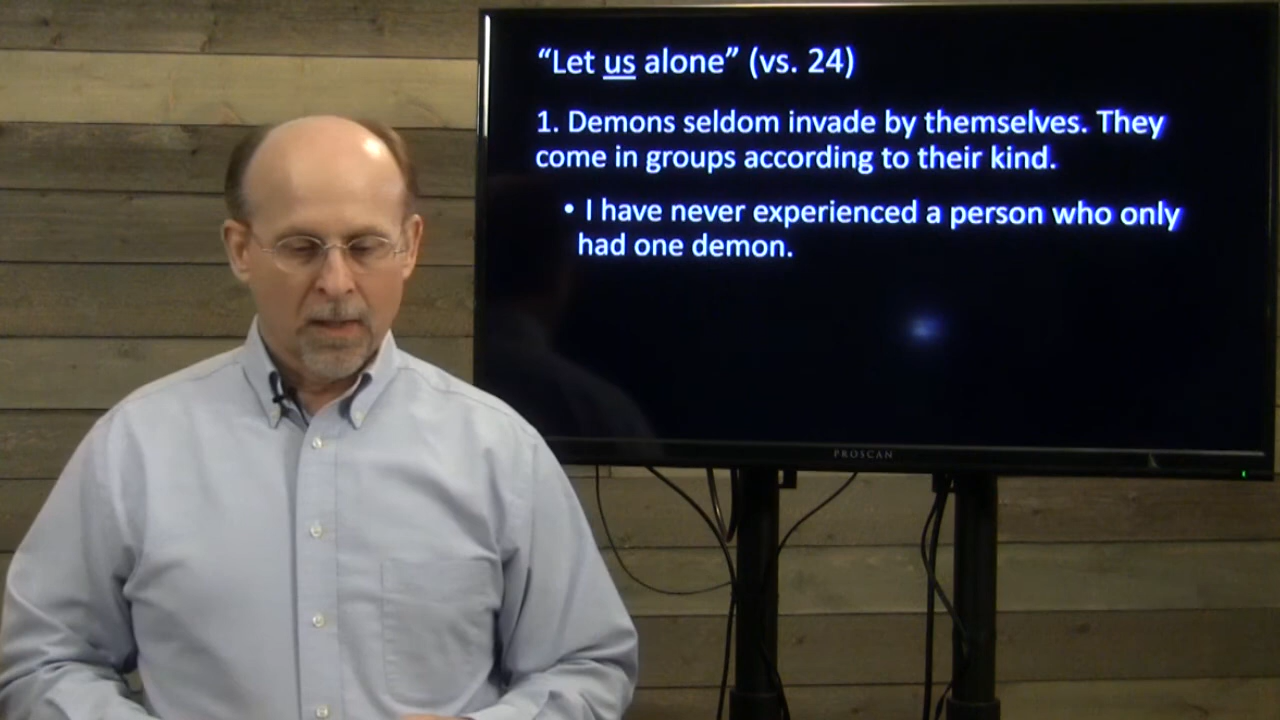 “Let us alone” (vs. 24)
1. Demons seldom invade by themselves. They
come in groups according to their kind.
• I have never experienced a person who only
had one demon.
PROSCAN